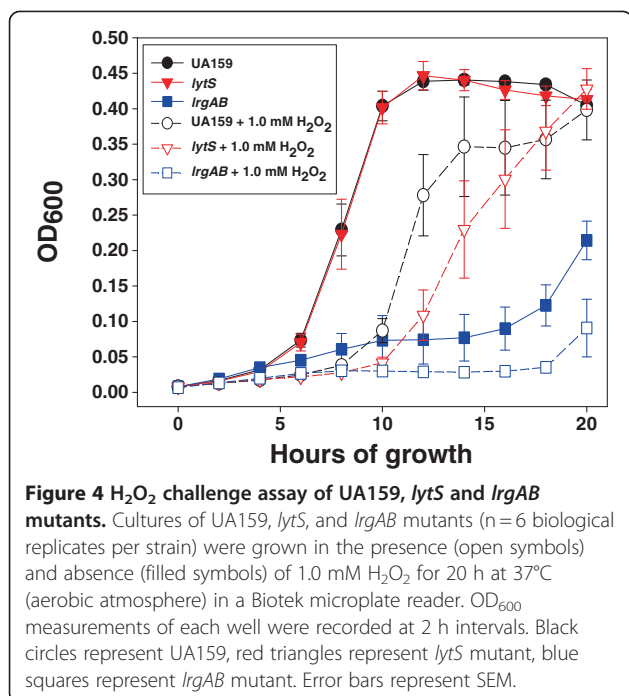 0.50
0.45
0.40
0.35
0.30
0.25
0.20
0.15
0.10
0.05
0.00
OD600
UA159
lytS
lrgAB
UA159 + 1.0 mM H2O2
lytS + 1.0 mM H2O2
lrgAB + 1.0 mM H2O2
0 5 10 15 20
Hours of growth
Figure 4 H2O2 challenge assay of UA159, lytS and lrgAB
mutants. Cultures of UA159, lytS, and lrgAB mutants (n = 6 biological
replicates per strain) were grown in the presence (open symbols)
and absence (filled symbols) of 1.0 mM H2O2 for 20 h at 37°C
(aerobic atmosphere) in a Biotek microplate reader. OD600
measurements of each well were recorded at 2 h intervals. Black
circles represent UA159, red triangles represent lytS mutant, blue
squares represent lrgAB mutant. Error bars represent SEM.